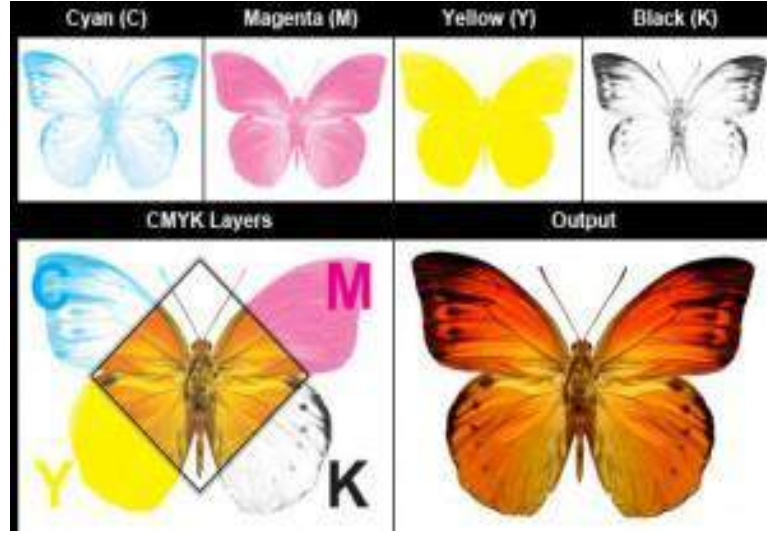 Cyan (C)
Magenta (M)
Yellow (Y)
Black (K)
CMYK Layers
Output
C
M
Y
K